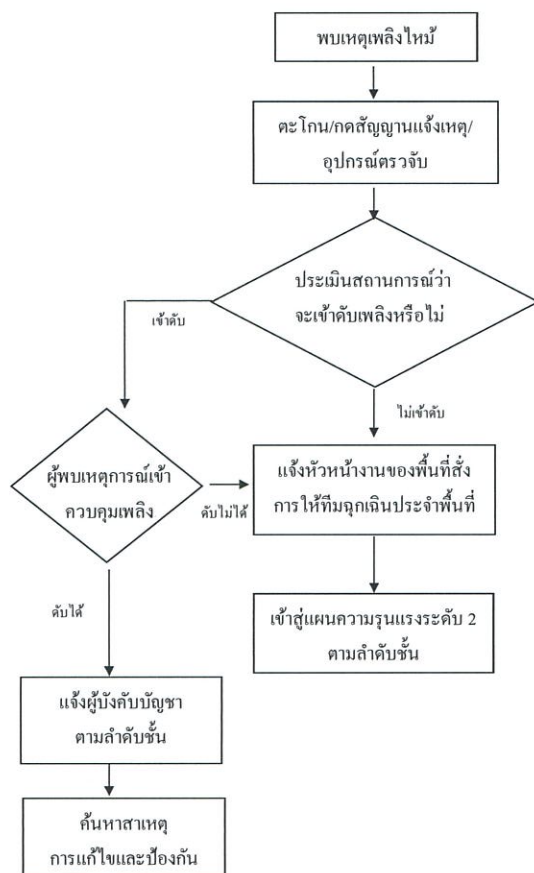 พบเหตุเพลิงไหม้
ตะโกน/กดสัญญานแจ้งเหตุ/
อุปกรณ์ตรวจับ
ประเมินสถานการณ์ว่า
จะเข้าดับเพลิงหรือไม่
เข้าดับ
ไม่เข้าดับ
ผู้พบเหตุการณ์เข้า
ควบคุมเพลิง
ดับไม่ได้
แจ้งหัวหน้างานของพื้นที่สั่ง
การให้ทีมฉุกเฉินประจำพื้นที่
ดับได้
เข้าสู่แผนความรุนแรงระดับ 2
ตามลำดับชั้น
แจ้งผู้บังคับบัญชา
ตามลำดับชั้น
ค้นหาสาเหตุ
การแก้ไขและป้องกัน